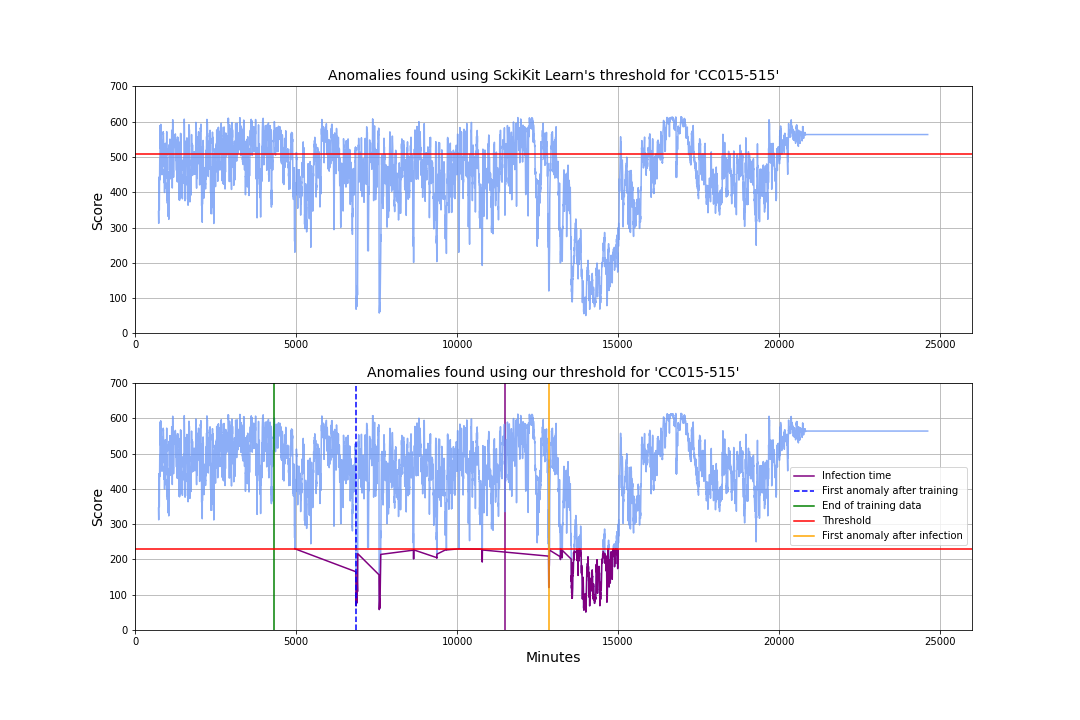 Anomalies found using SckiKit Learn's threshold for 'CC015-515'
700
600
500
400
300
200
100
0
Score
0 5000 10000 15000 20000 25000
Anomalies found using our threshold for 'CC015-515'
700
600
500
400
300
200
100
0
Score
Infection time
First anomaly after training
End of training data
Threshold
First anomaly after infection
0 5000 10000 15000 20000 25000
Minutes